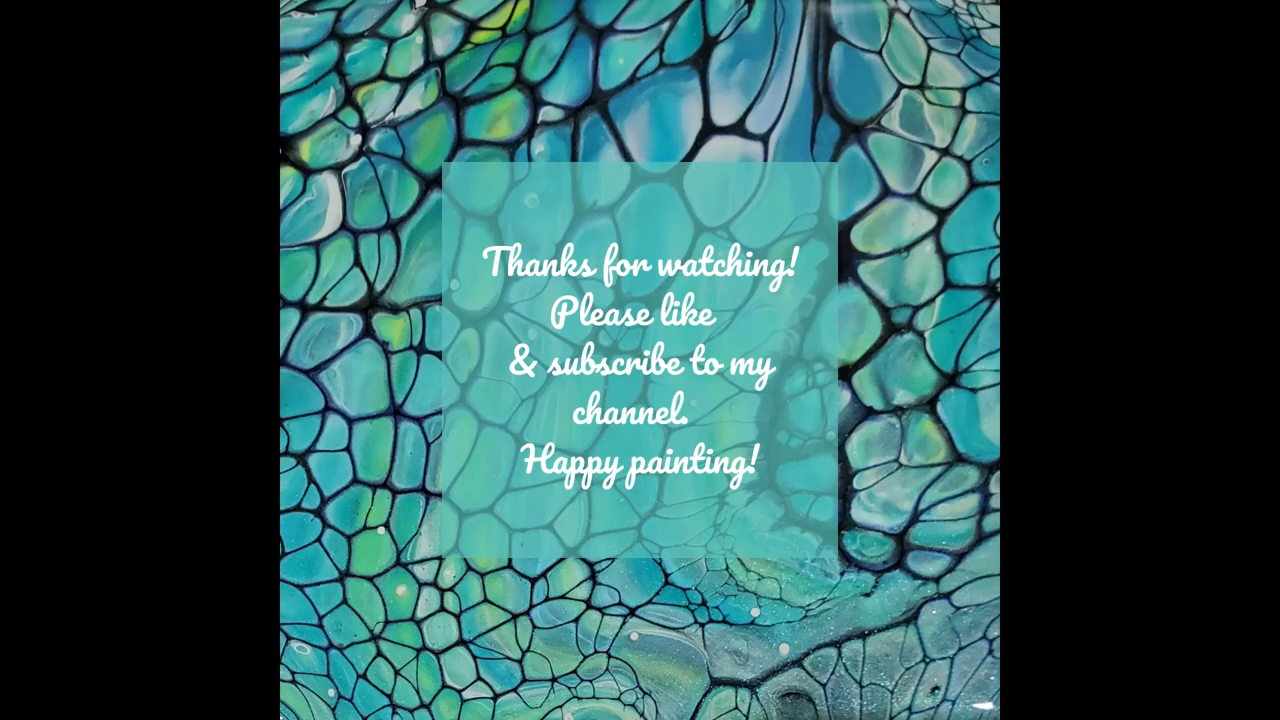 Thanks for watching!
Please like
& subscribe to my
channel.
Happy painting!